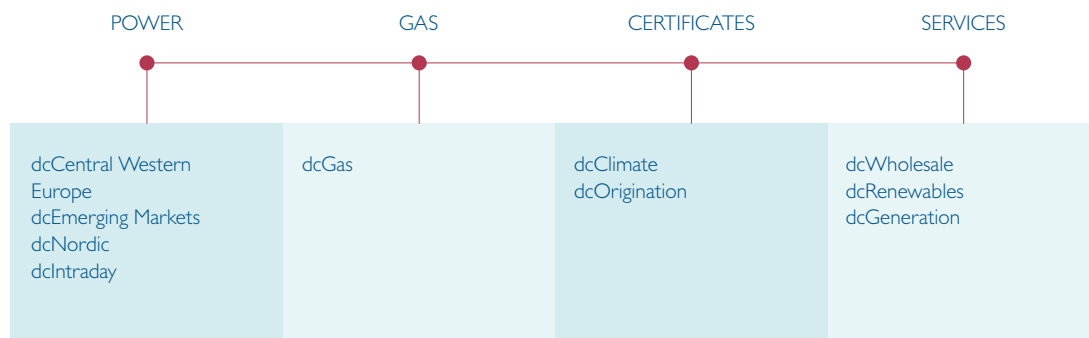 POWER
GAS
CERTIFICATES
SERVICES
dcCentral Western
Europe
dcEmerging Markets
dcNordic
dcIntraday
dcGas
dcClimate
dcOrigination
dcWholesale
dcRenewables
dcGeneration